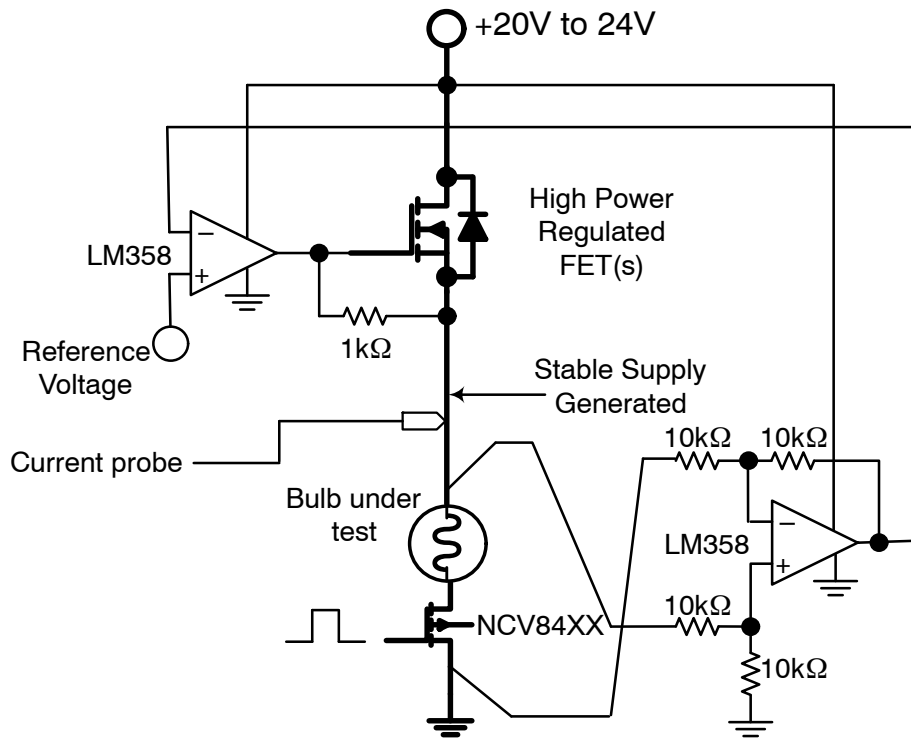 +20V to 24V
High Power
Regulated
FET(s)
−
LM358
+
1kΩ
Reference
Voltage
Stable Supply
Generated
Current probe
10kΩ
10kΩ
Bulb under
test
−
LM358
+
10kΩ
NCV84XX
10kΩ